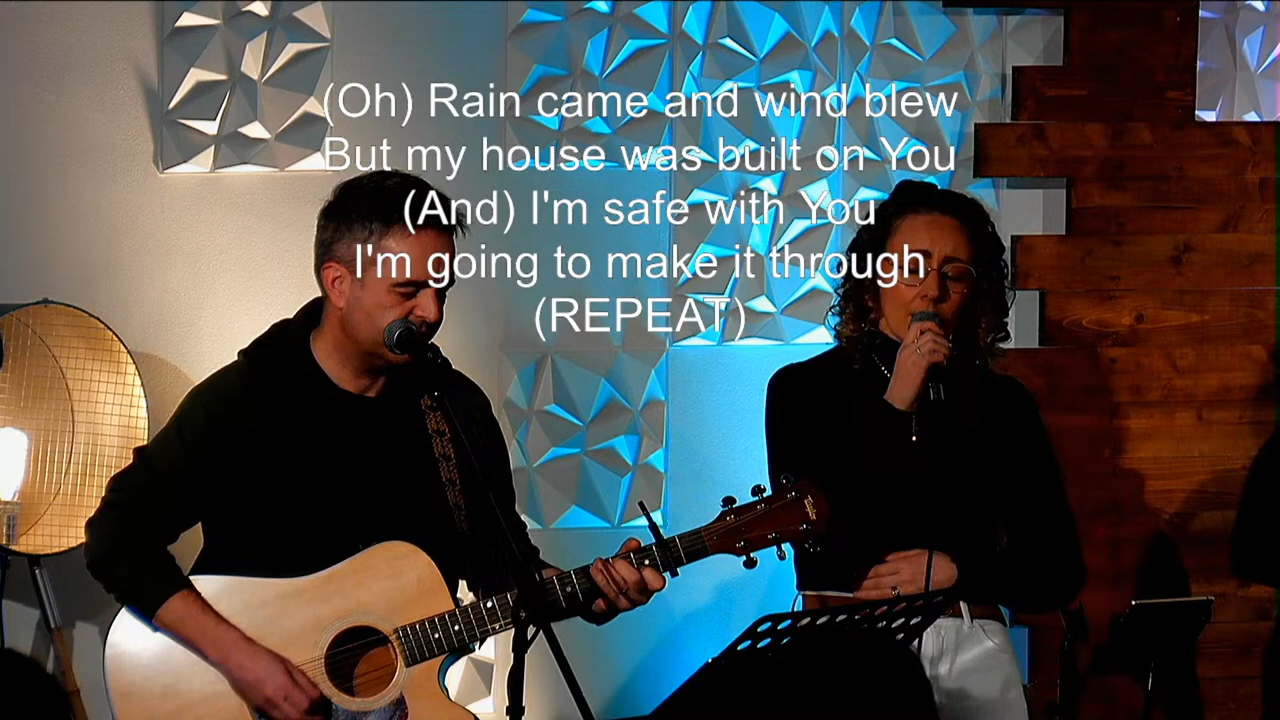 (Oh) Rain came and wind blew
But my house was built on You
(And) I'm safe with You
I'm going to make it through
(REPEAT)
Taylor